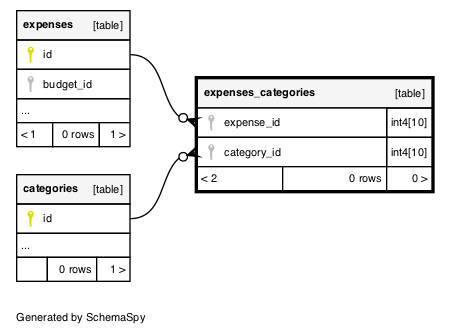 expenses [table]
id
budget_id
...
< 1 0 rows 1 >
expenses_categories [table]
expense_id int4[10]
category_id int4[10]
< 2 0 rows 0 >
categories [table]
id
...
0 rows 1 >
Generated by SchemaSpy